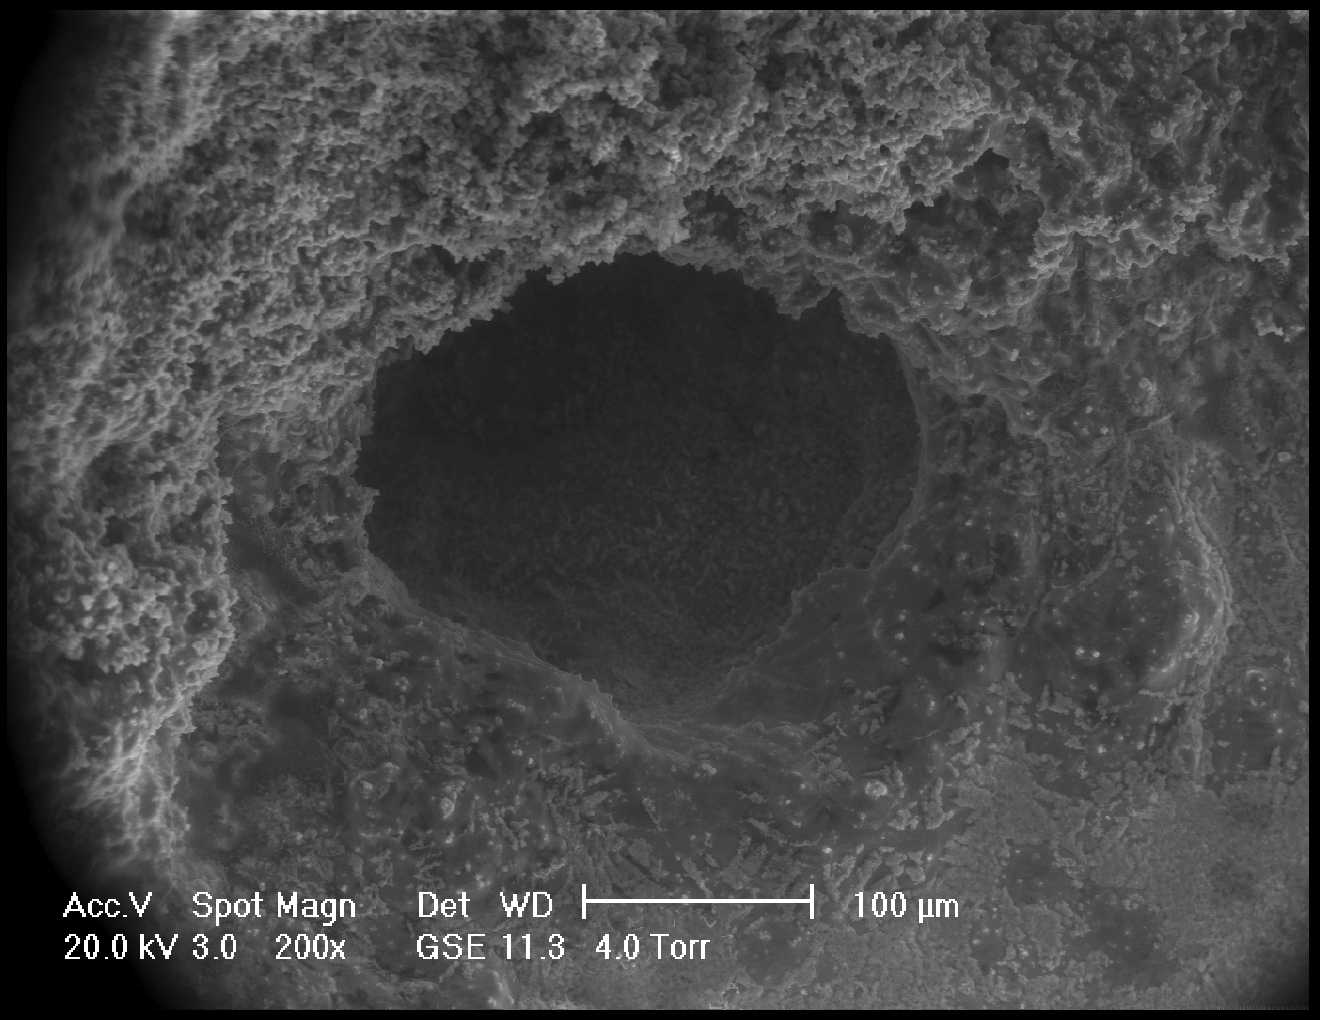 Acc.V Spot Magn Det WD 100 µm
20.0 kV 3.0 200x GSE 11.3 4.0 Torr